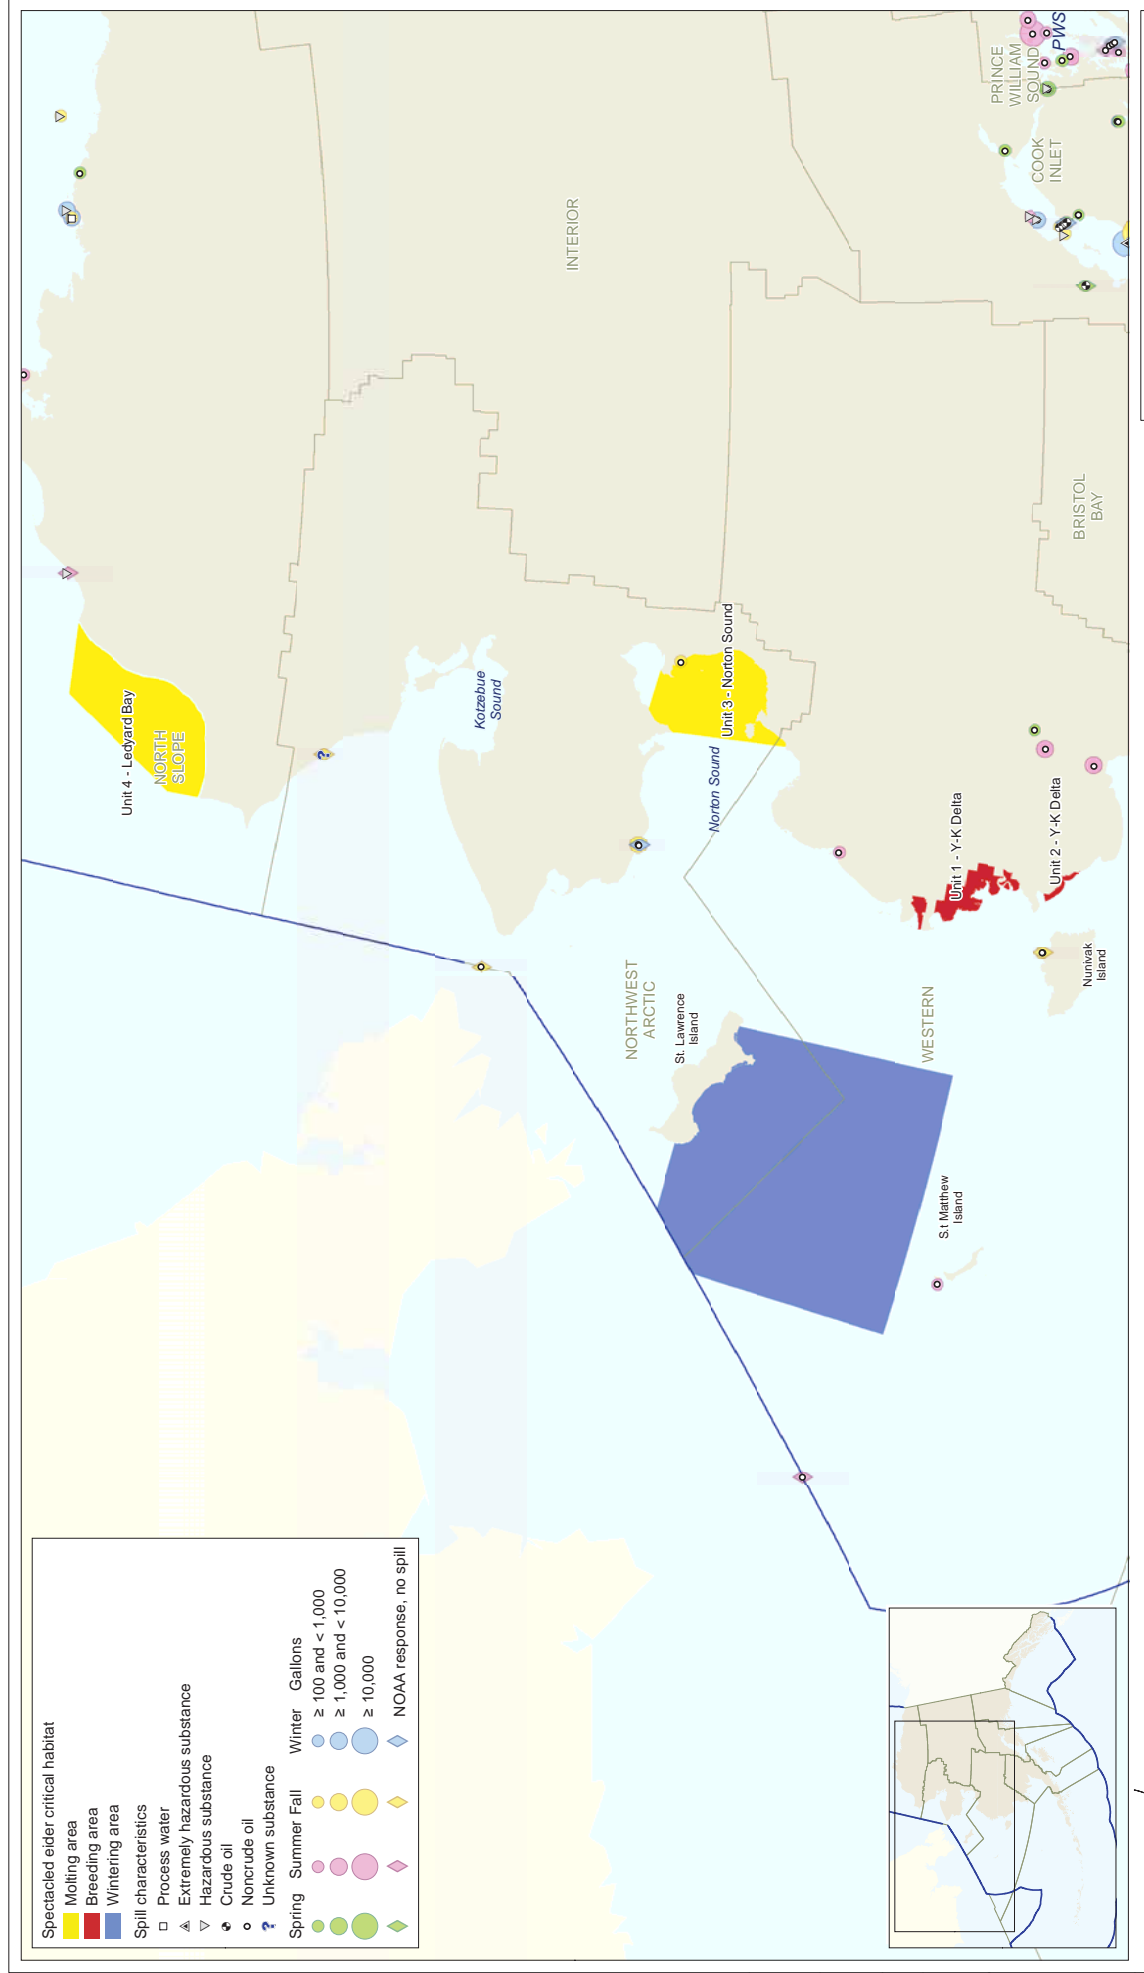 Spectacled eider critical habitat
Molting area
Breeding area
Wintering area
Spill characteristics
Process water
Extremely hazardous substance
Hazardous substance
Crude oil
Noncrude oil
?
Unknown substance
Spring Summer Fall Winter Gallons
≥ 100 and < 1,000
≥ 1,000 and < 10,000
≥ 10,000
NOAA response, no spill
Unit 4 - Ledyard Bay
NORTH
SLOPE
?
Kotzebue
Sound
INTERIOR
NORTHWEST
ARCTIC
St. Lawrence
Island
Norton Sound
Unit 3 - Norton Sound
WESTERN
S.t Matthew
Island
Unit 1 - Y-K Delta
Unit 2 - Y-K Delta
Nunivak
Island
BRISTOL
BAY
COOK
INLET
PRINCE
WILLIAM
SOUND
PWS